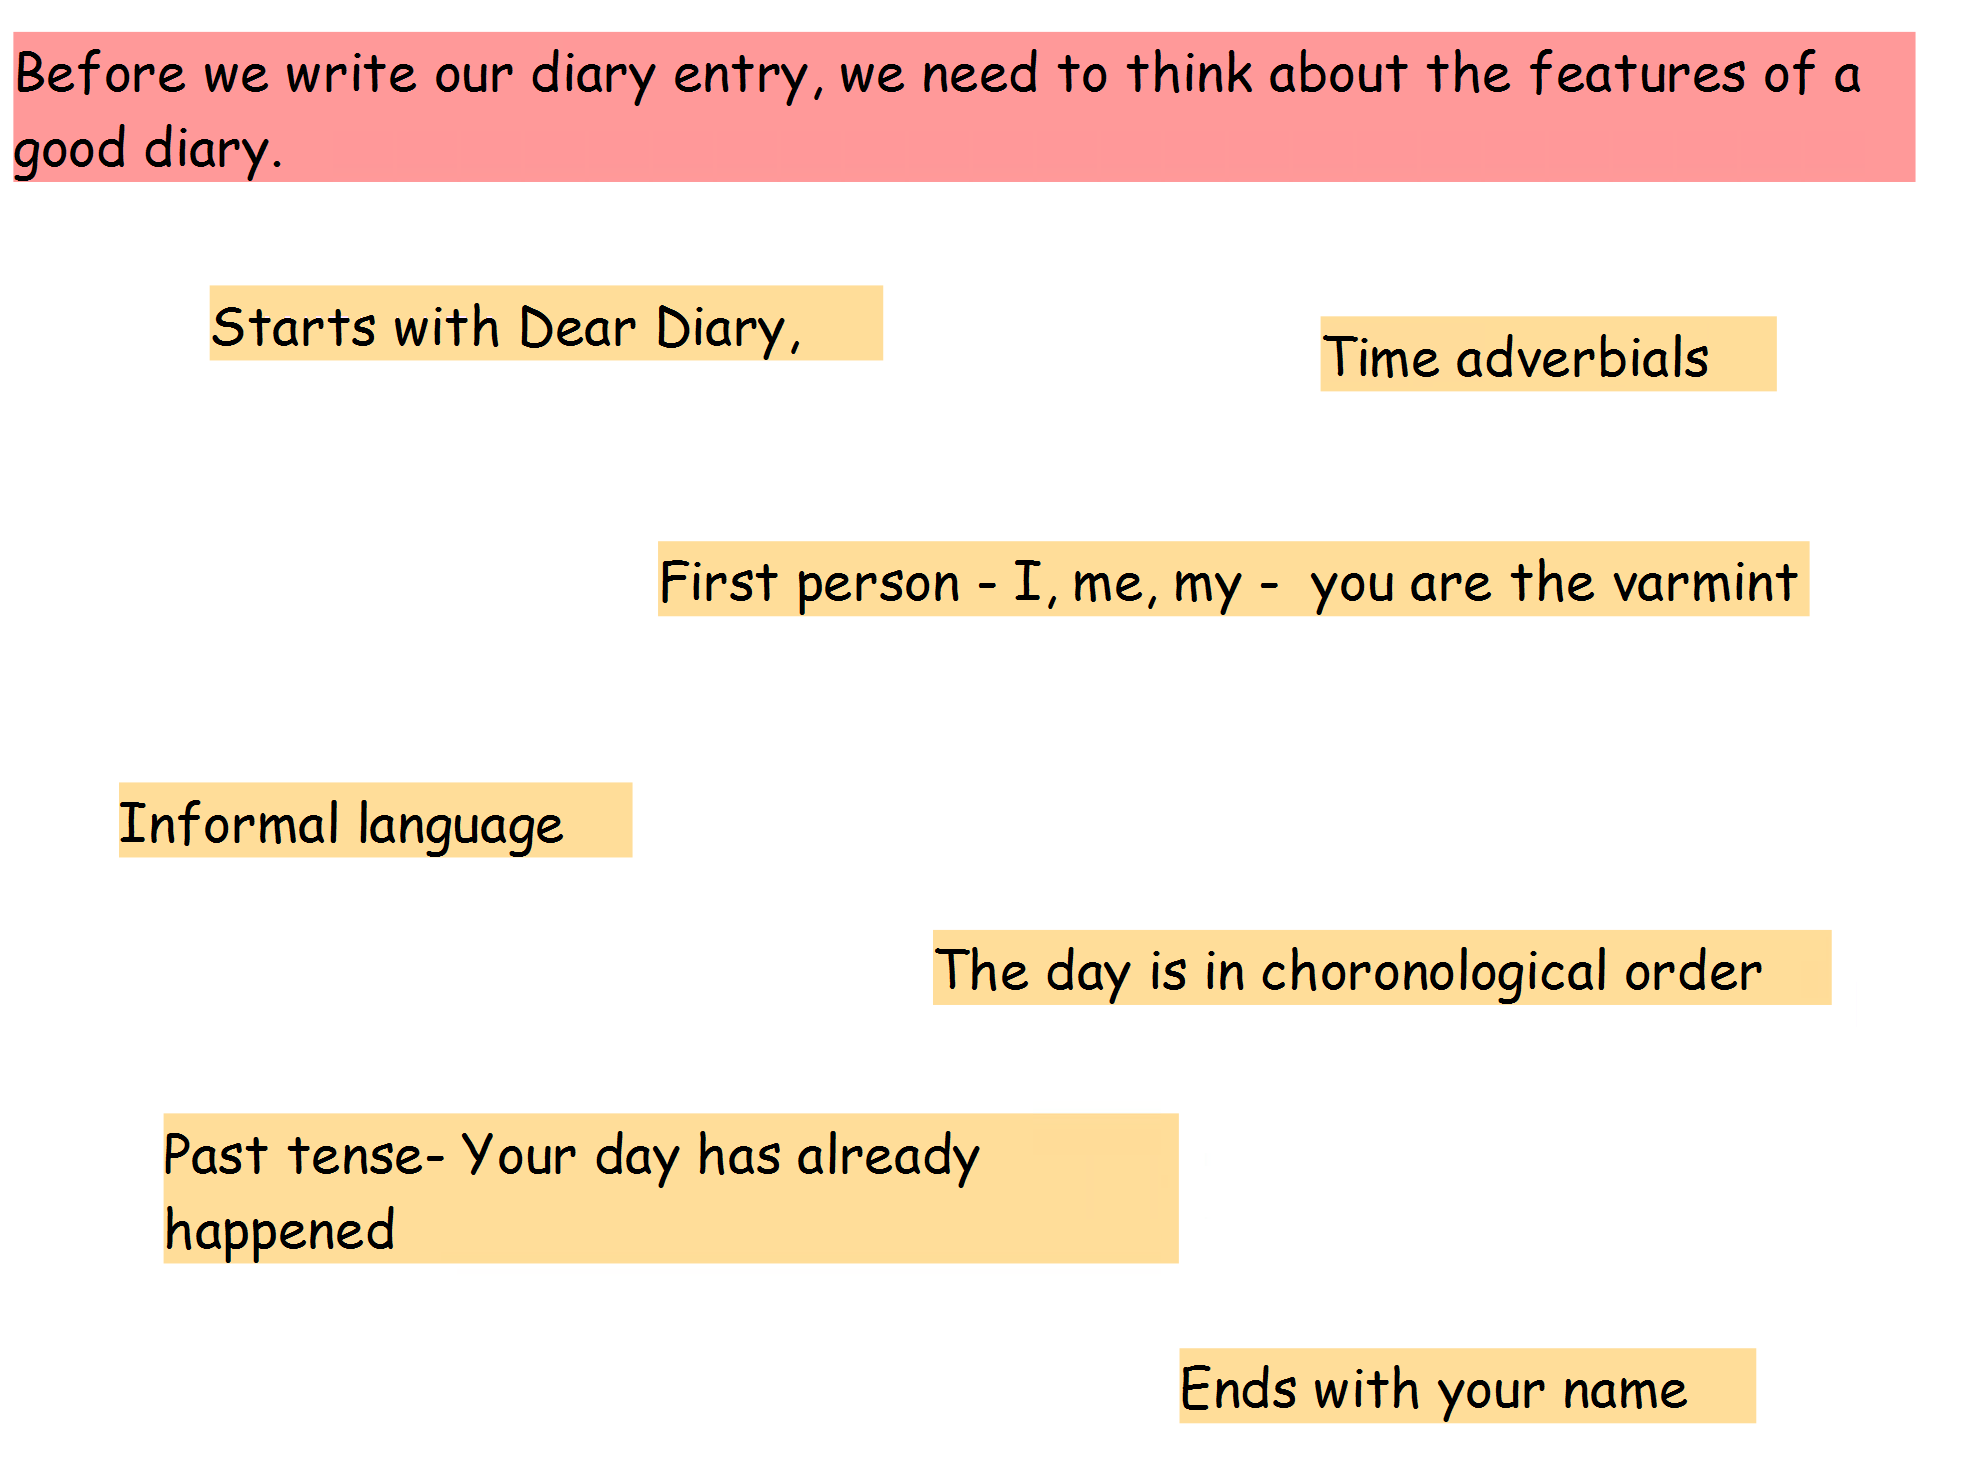 Before we write our diary entry, we need to think about the features of a
good diary.
Starts with Dear Diary,
Time adverbials
First person - I, me, my -  you are the varmint
Informal language
The day is in choronological order
Past tense- Your day has already
happened
Ends with your name